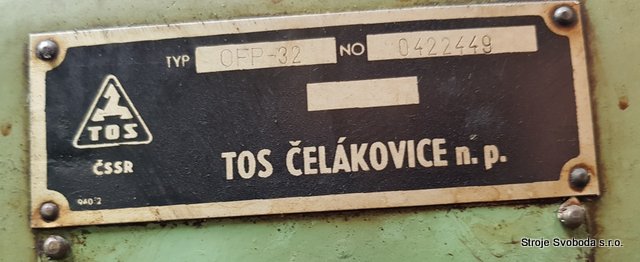 TYP OFP-32 NO 0422449
TOS
ČSSR
TOS ČELÁKOVICE n. p.
Stroje Svoboda s.r.o.